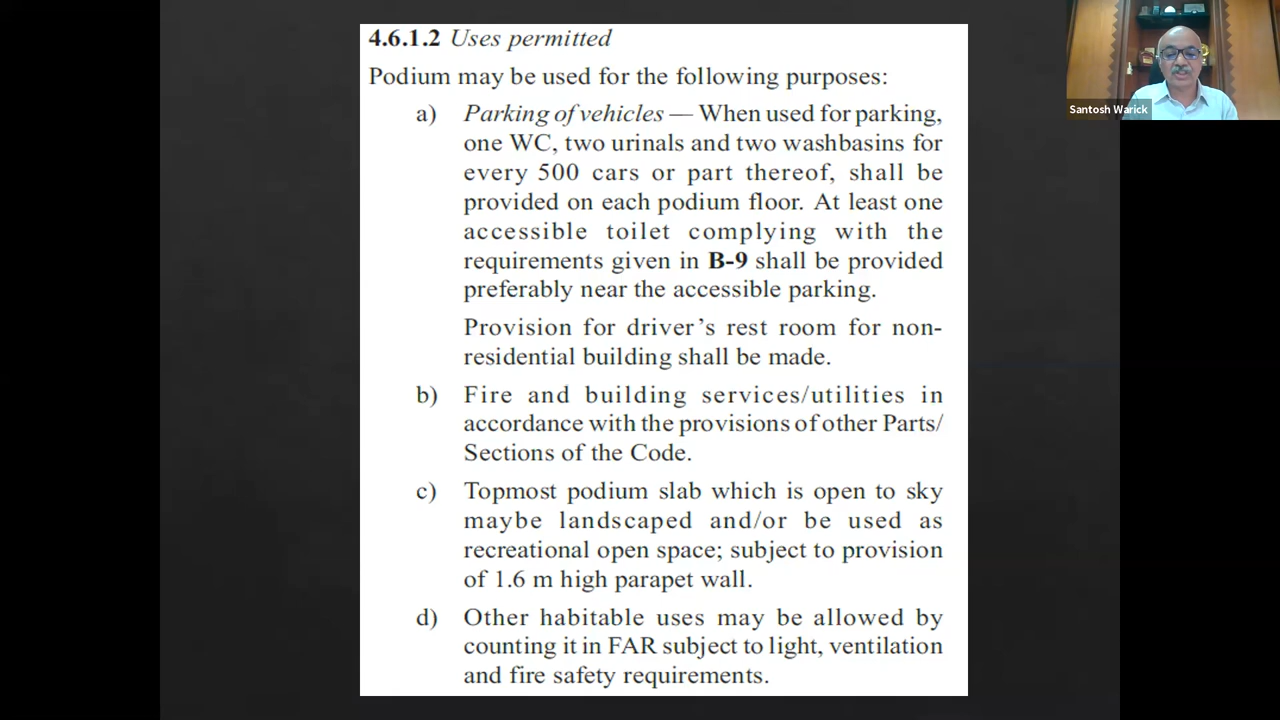 4.6.1.2 Uses permitted
Podium may be used for the following purposes:
a) Parking of vehicles — When used for parking,
one WC, two urinals and two washbasins for
every 500 cars or part thereof, shall be
provided on each podium floor. At least one
accessible toilet complying with the
requirements given in B-9 shall be provided
preferably near the accessible parking.
Provision for driver’s rest room for non-
residential building shall be made.
b) Fire and building services/utilities in
accordance with the provisions of other Parts/
Sections of the Code.
c) Topmost podium slab which is open to sky
maybe landscaped and/or be used as
recreational open space; subject to provision
of 1.6 m high parapet wall.
d) Other habitable uses may be allowed by
counting it in FAR subject to light, ventilation
and fire safety requirements.
Santosh Warick